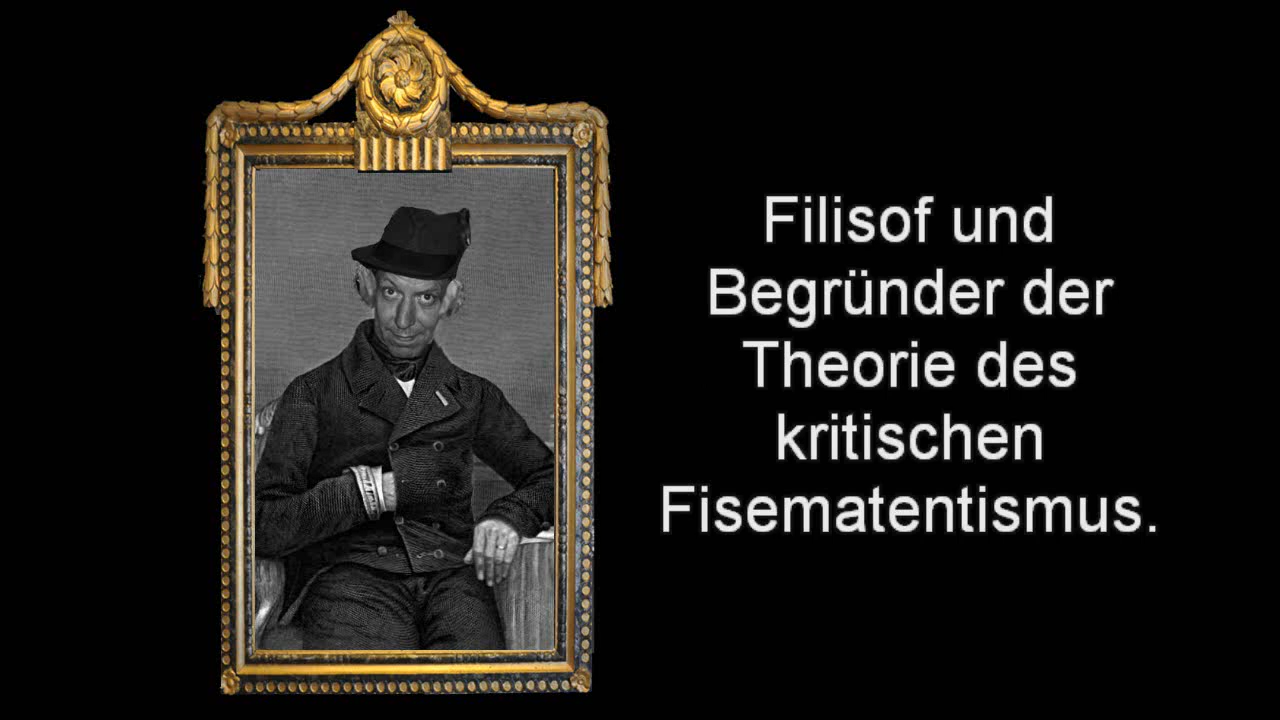 Filisof und
Begründer der
Theorie des
kritischen
Fisematentismus.